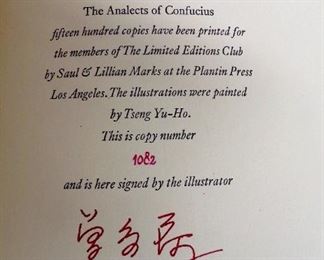 The Analects of Confucius
fifteen hundred copies have been printed for
the members of The Limited Editions Club
by Saul & Lillian Marks at the Plantin Press
Los Angeles. The illustrations were painted
by Tseng Yu-Ho.
This is copy number
1082
and is here signed by the illustrator